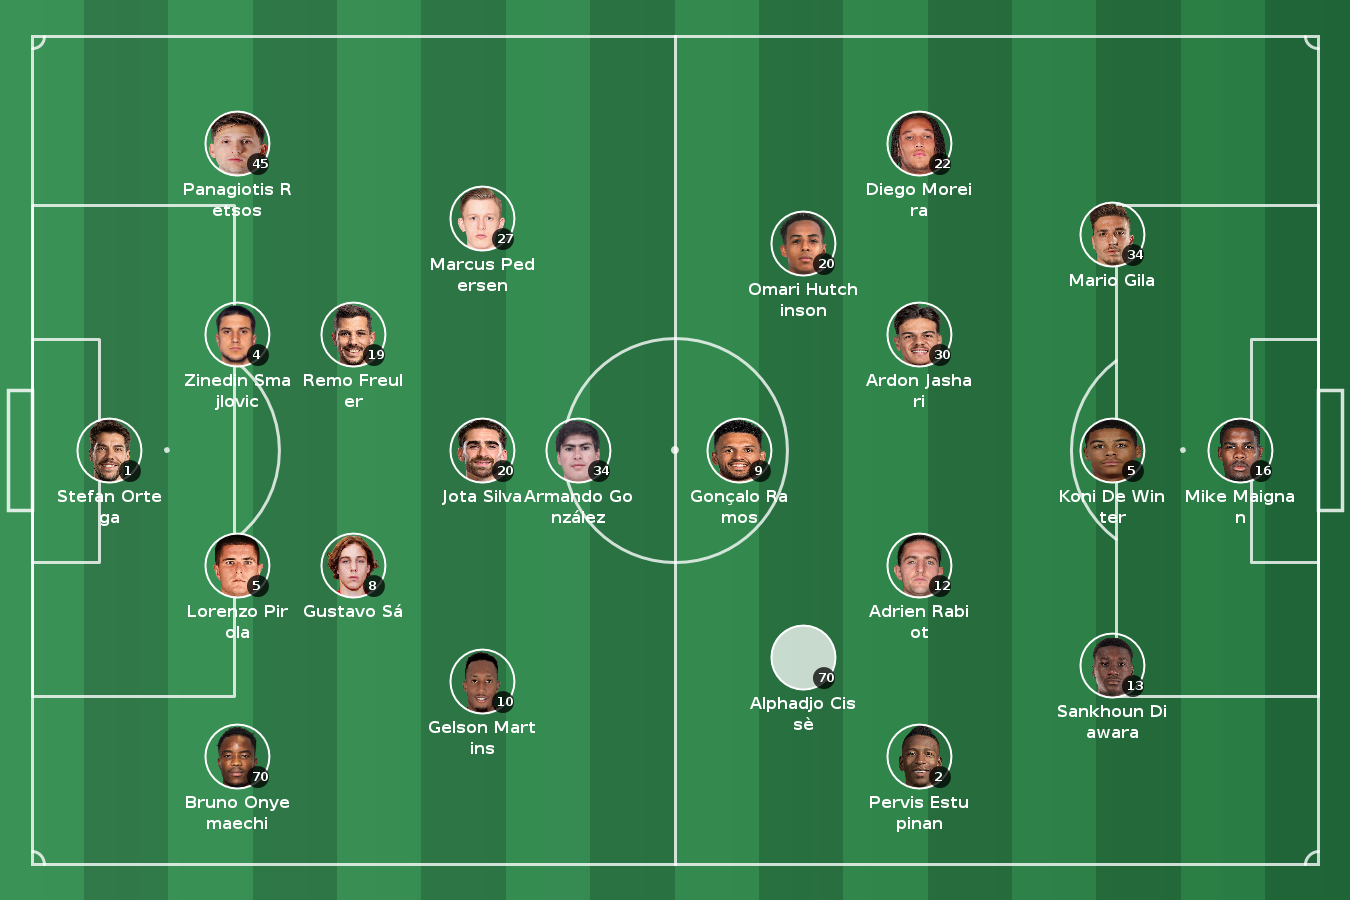 45
Panagiotis R
etsos
22
Diego Morei
ra
27
Marcus Ped
ersen
20
Omari Hutch
inson
34
Mario Gila
4
Zinedin Sma
jlovic
19
Remo Freul
er
30
Ardon Jasha
ri
1
Stefan Orte
ga
20
Jota Silva
34
Armando Go
nzález
9
Gonçalo Ra
mos
5
Koni De Win
ter
16
Mike Maigna
n
5
Lorenzo Pir
ola
8
Gustavo Sá
12
Adrien Rabi
ot
10
Gelson Mart
ins
70
Alphadjo Cis
sè
13
Sankhoun Di
awara
70
Bruno Onye
maechi
2
Pervis Estu
pinan